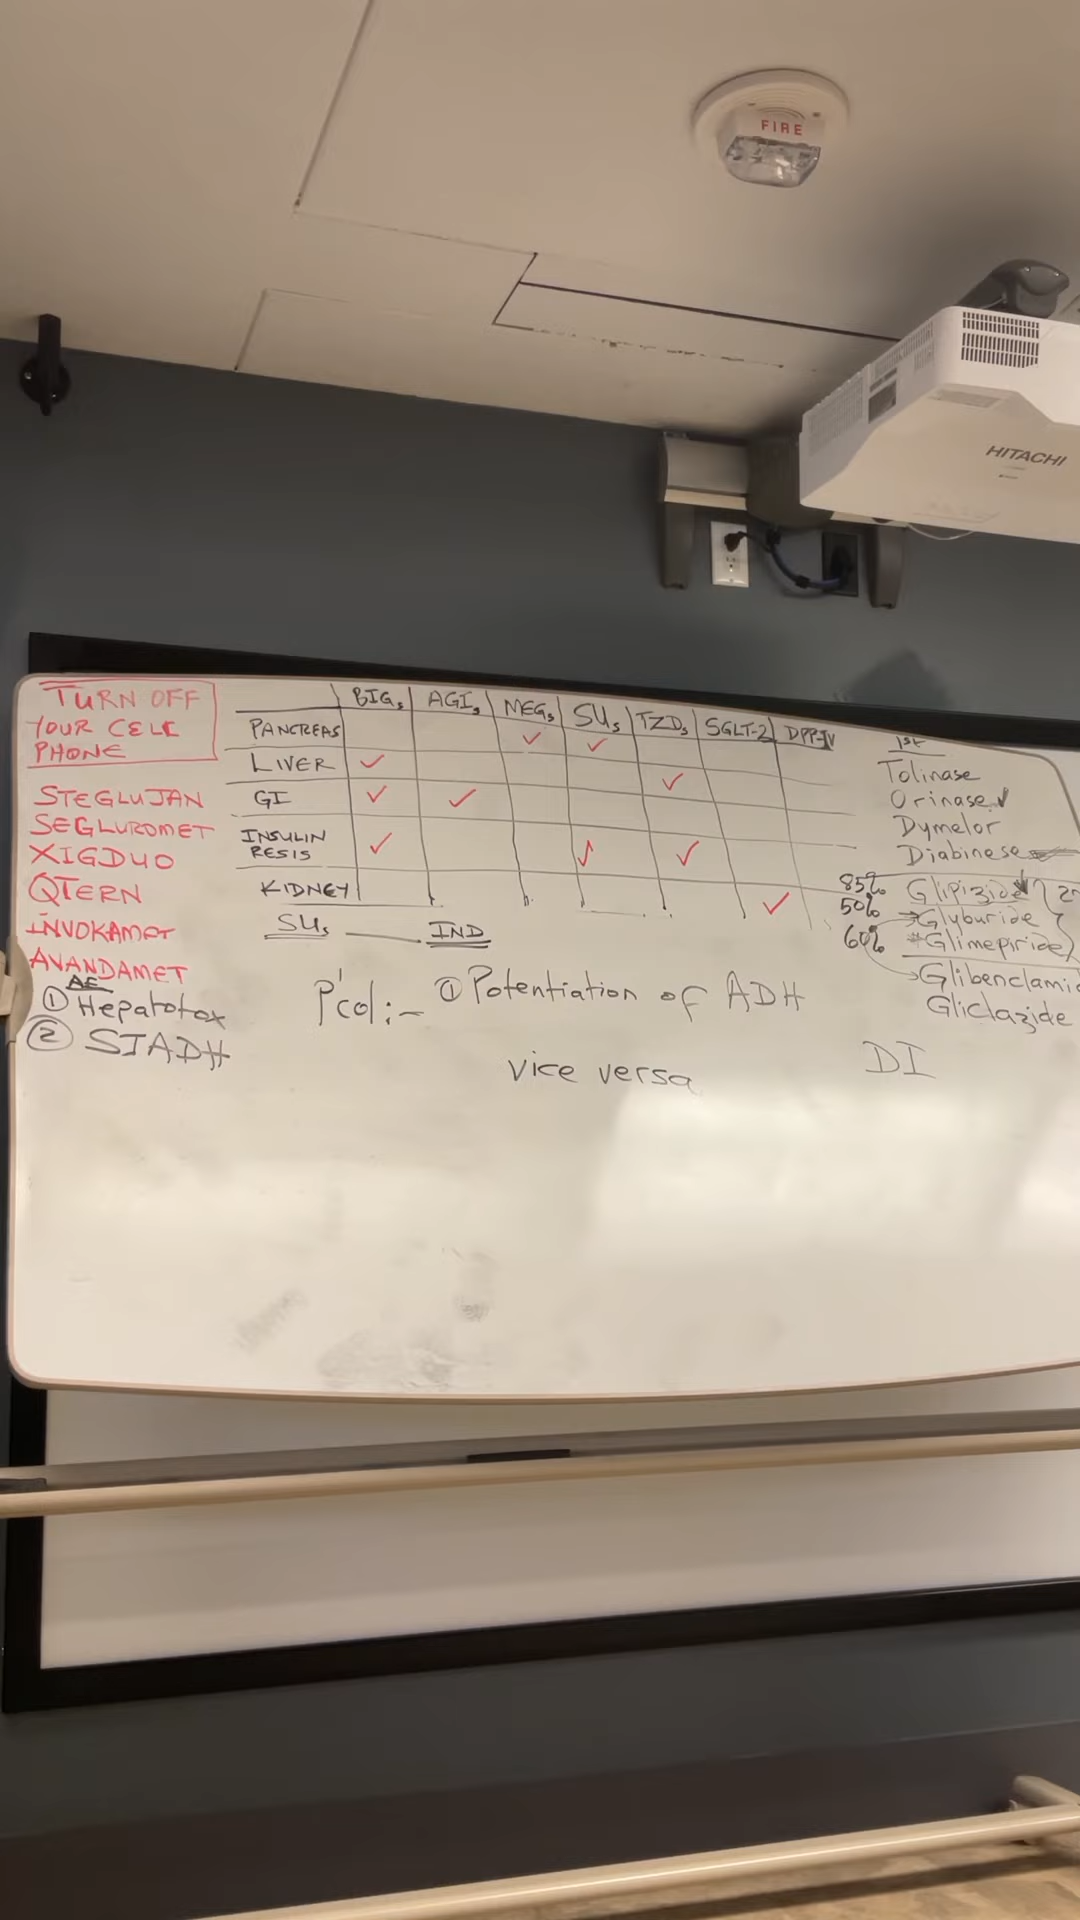 FIRE
HITACHI
TURN OFF
YOUR CELL
PHONE
STEGLUJAN
SEGLUROMET
XIGDUO
QTERN
INVOKAMET
AVANDAMET
AE
① Hepatotox
② SIADH
BIGs AGIs MEGs SUs TZDs SGLT-2 DPP-IV
PANCREAS ✓ ✓
LIVER ✓ ✓
GI ✓ ✓
INSULIN
RESIS ✓ ✓ ✓
KIDNEY ✓
SUs IND
P'col:- ① Potentiation of ADH
vice versa
1st
Tolinase
Orinase ✓
Dymelor
Diabinese
85% Glipizide
50% Glyburide
60% Glimepiride
Glibenclamid
Gliclazide
DI